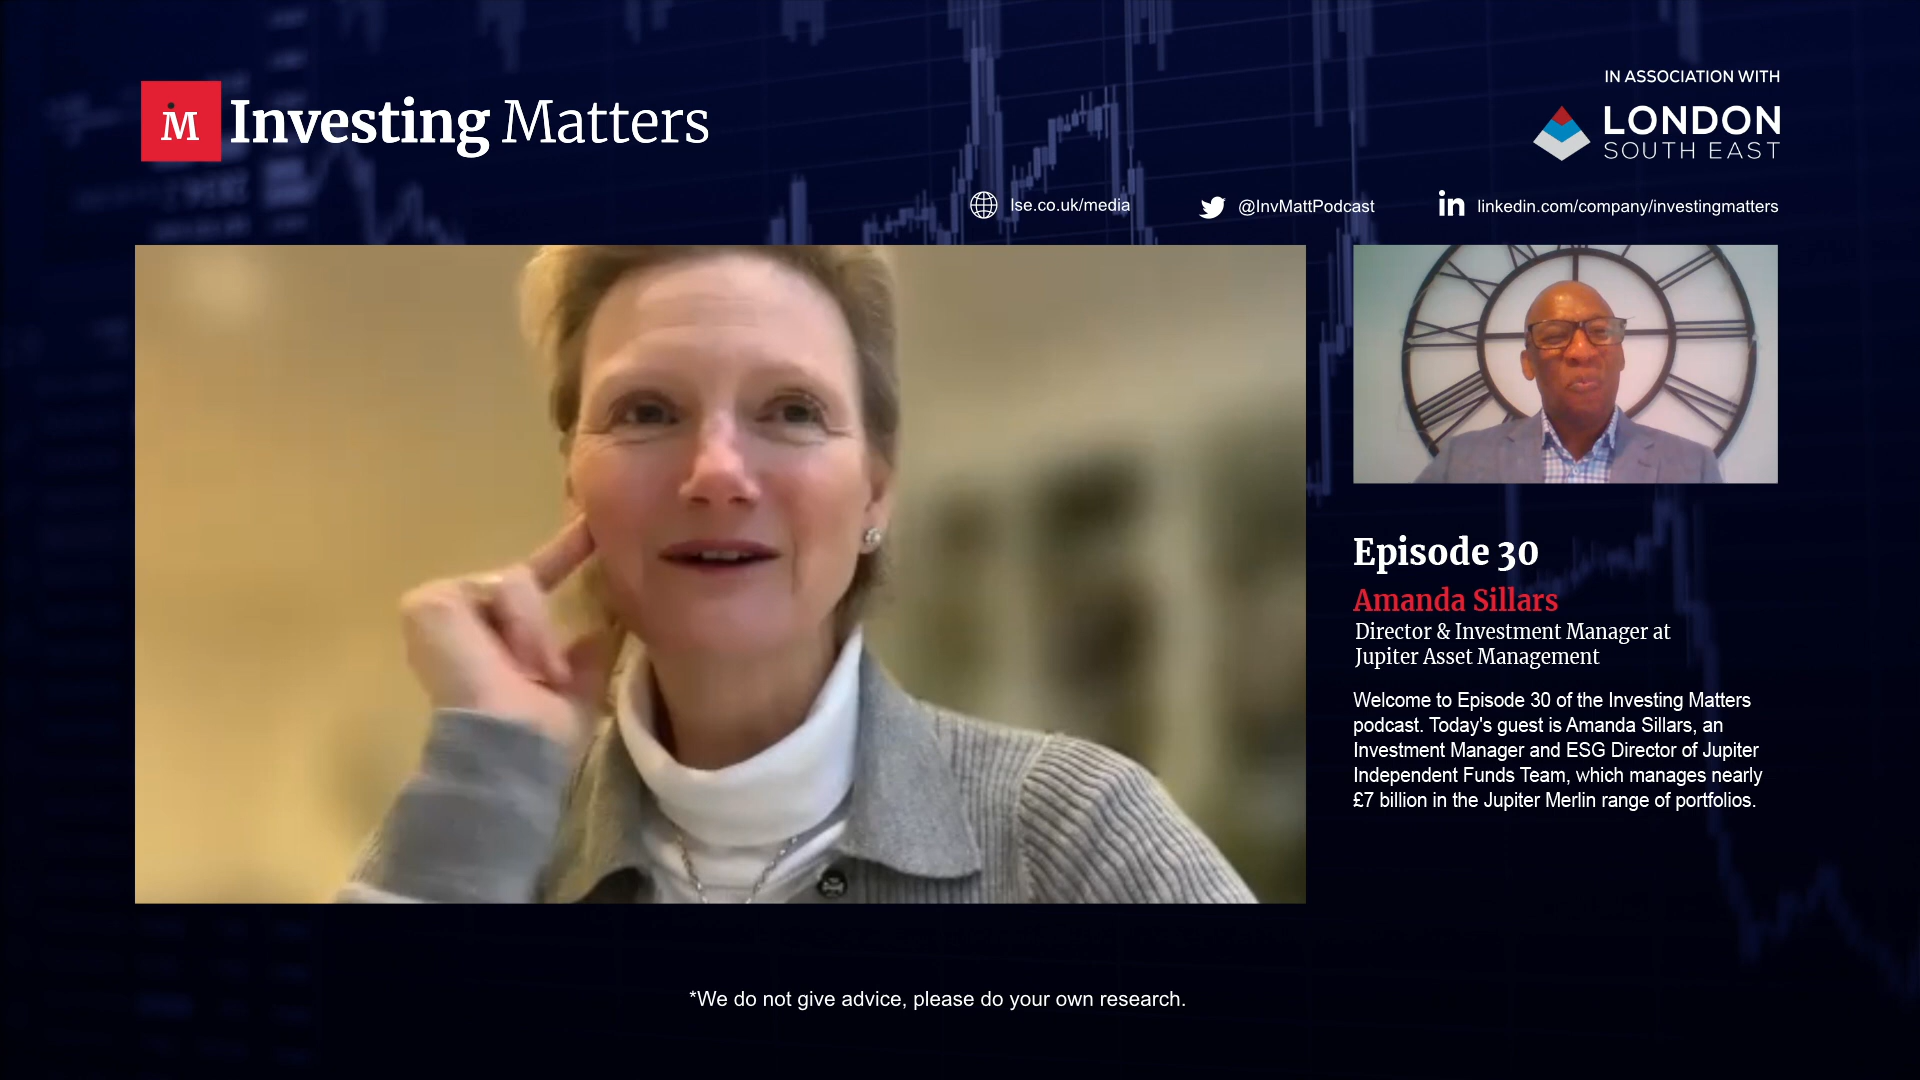 IN ASSOCIATION WITH
M Investing Matters
LONDON
SOUTH EAST
lse.co.uk/media
@InvMattPodcast
linkedin.com/company/investingmatters
Episode 30
Amanda Sillars
Director & Investment Manager at
Jupiter Asset Management
Welcome to Episode 30 of the Investing Matters
podcast. Today's guest is Amanda Sillars, an
Investment Manager and ESG Director of Jupiter
Independent Funds Team, which manages nearly
£7 billion in the Jupiter Merlin range of portfolios.
*We do not give advice, please do your own research.